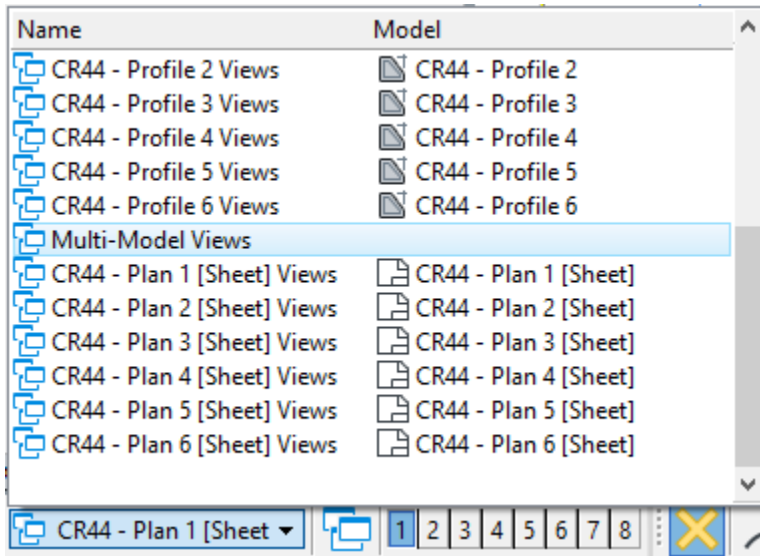 Name Model
CR44 - Profile 2 Views CR44 - Profile 2
CR44 - Profile 3 Views CR44 - Profile 3
CR44 - Profile 4 Views CR44 - Profile 4
CR44 - Profile 5 Views CR44 - Profile 5
CR44 - Profile 6 Views CR44 - Profile 6
Multi-Model Views
CR44 - Plan 1 [Sheet] Views CR44 - Plan 1 [Sheet]
CR44 - Plan 2 [Sheet] Views CR44 - Plan 2 [Sheet]
CR44 - Plan 3 [Sheet] Views CR44 - Plan 3 [Sheet]
CR44 - Plan 4 [Sheet] Views CR44 - Plan 4 [Sheet]
CR44 - Plan 5 [Sheet] Views CR44 - Plan 5 [Sheet]
CR44 - Plan 6 [Sheet] Views CR44 - Plan 6 [Sheet]
CR44 - Plan 1 [Sheet 1 2 3 4 5 6 7 8